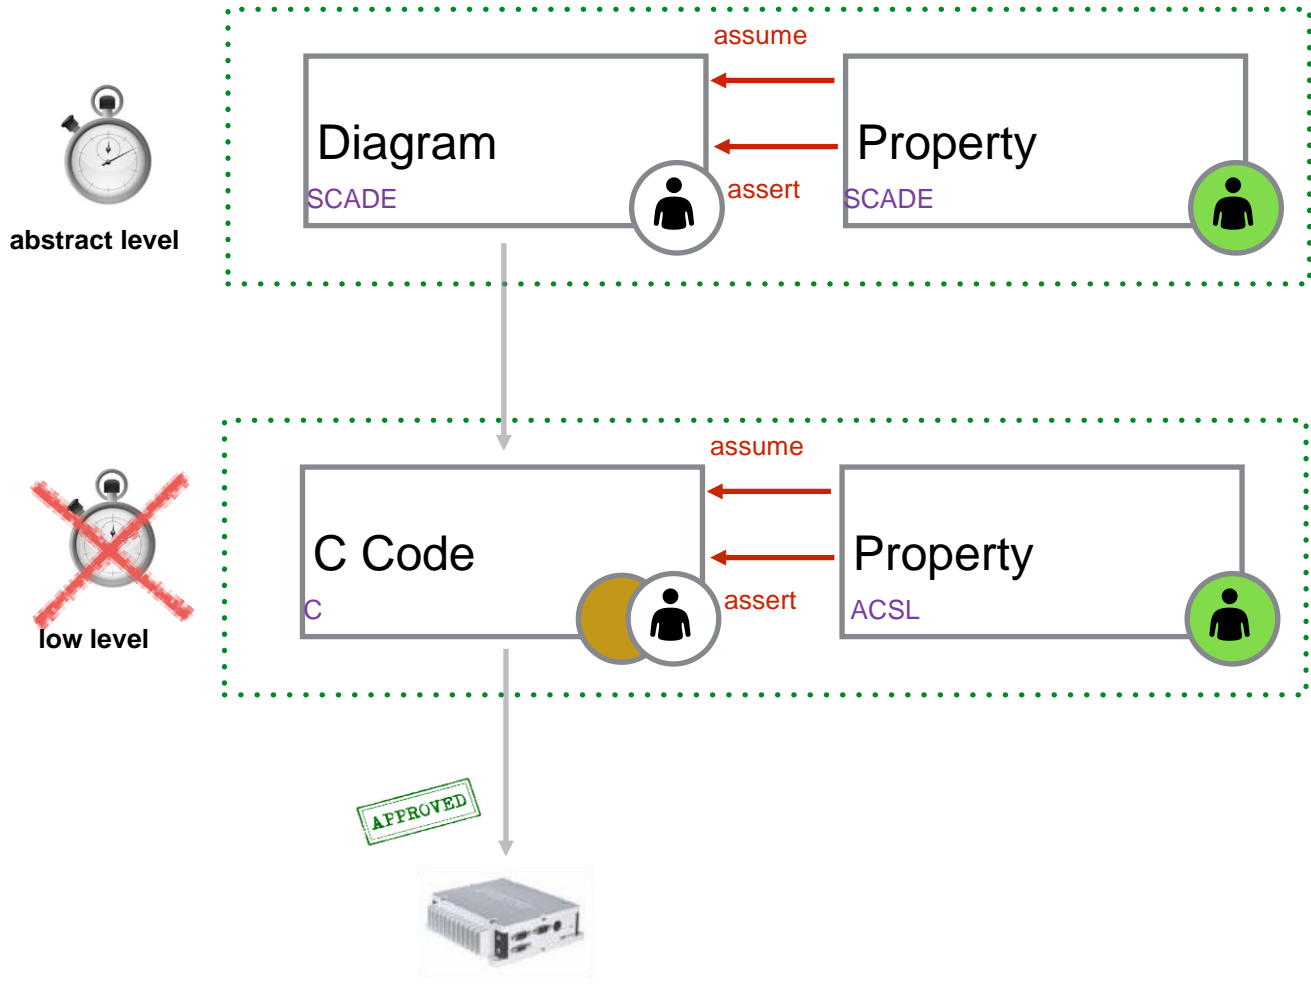 assume
Diagram
Property
SCADE
assert
SCADE
abstract level
assume
C Code
Property
C
assert
ACSL
low level
APPROVED